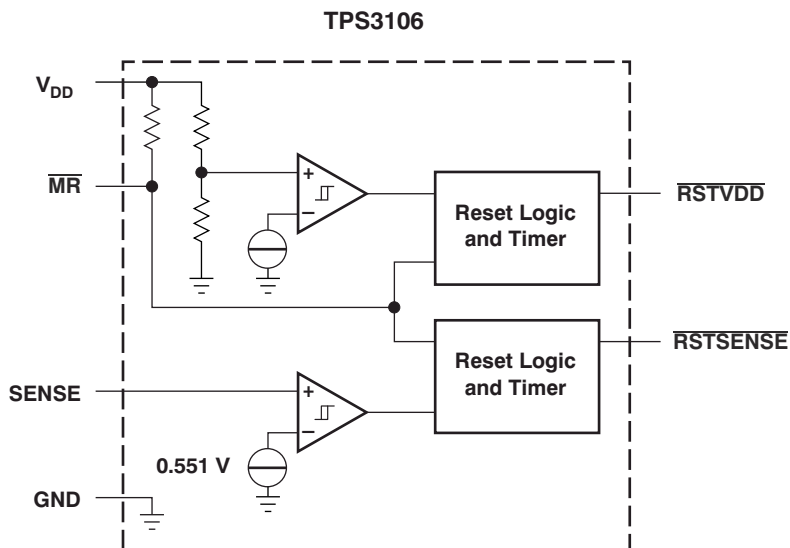 TPS3106
VDD
MR
+
−
Reset Logic
and Timer
RSTVDD
Reset Logic
and Timer
RSTSENSE
SENSE
+
−
0.551 V
GND